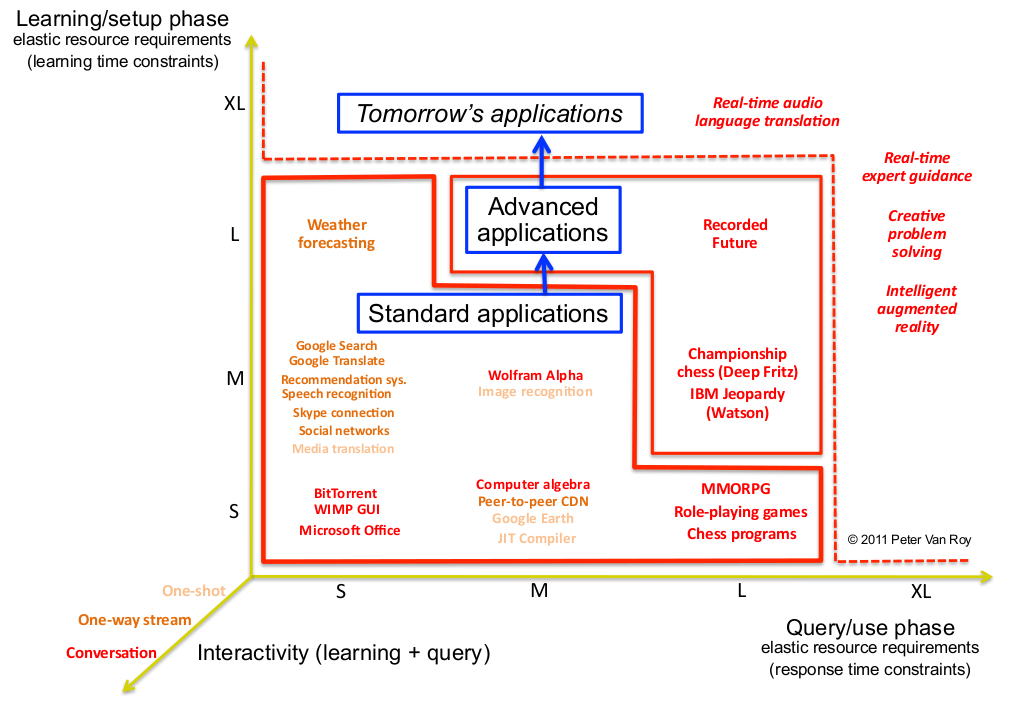 Learning/setup phase
elastic resource requirements
(learning time constraints)
XL
Tomorrow's applications
Real-time audio
language translation
Real-time
expert guidance
L
Weather
forecasting
Advanced
applications
Recorded
Future
Creative
problem
solving
Standard applications
Intelligent
augmented
reality
M
Google Search
Google Translate
Recommendation sys.
Speech recognition
Skype connection
Social networks
Media translation
Wolfram Alpha
Image recognition
Championship
chess (Deep Fritz)
IBM Jeopardy
(Watson)
S
BitTorrent
WIMP GUI
Microsoft Office
Computer algebra
Peer-to-peer CDN
Google Earth
JIT Compiler
MMORPG
Role-playing games
Chess programs
© 2011 Peter Van Roy
S
M
L
XL
One-shot
One-way stream
Conversation
Interactivity (learning + query)
Query/use phase
elastic resource requirements
(response time constraints)